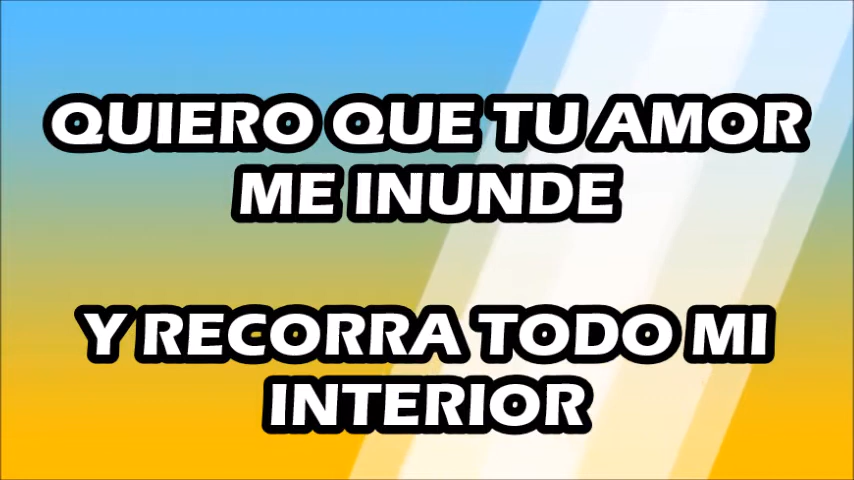 QUIERO QUE TU AMOR
ME INUNDE
Y RECORRA TODO MI
INTERIOR